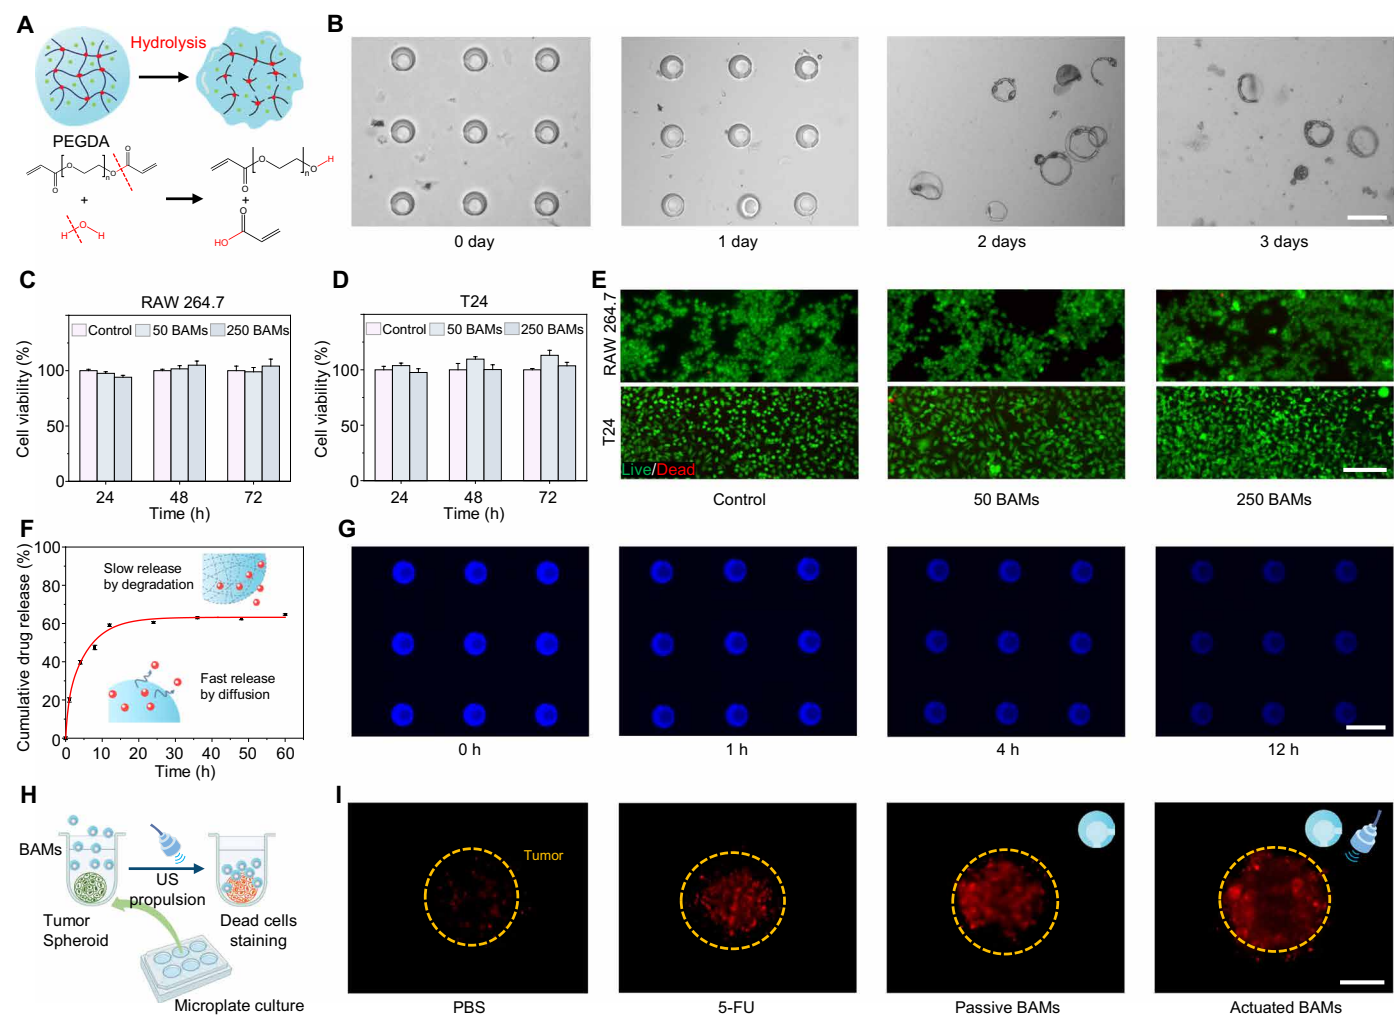 A
Hydrolysis
PEGDA
O
O
[
]
n
O
O
+
H
O
H
O
O
n
O
H
+
HO
O
B
0 day
1 day
2 days
3 days
C
RAW 264.7
Control 50 BAMs 250 BAMs
Cell viability (%)
100
50
0
24 48 72
Time (h)
D
T24
Control 50 BAMs 250 BAMs
Cell viability (%)
100
50
0
24 48 72
Time (h)
E
RAW 264.7
T24
Live/Dead
Control
50 BAMs
250 BAMs
F
Cumulative drug release (%)
100
80
60
40
20
0
Slow release
by degradation
Fast release
by diffusion
0 10 20 30 40 50 60
Time (h)
G
0 h
1 h
4 h
12 h
H
BAMs
US
propulsion
Tumor
Spheroid
Dead cells
staining
Microplate culture
I
Tumor
PBS
5-FU
Passive BAMs
Actuated BAMs